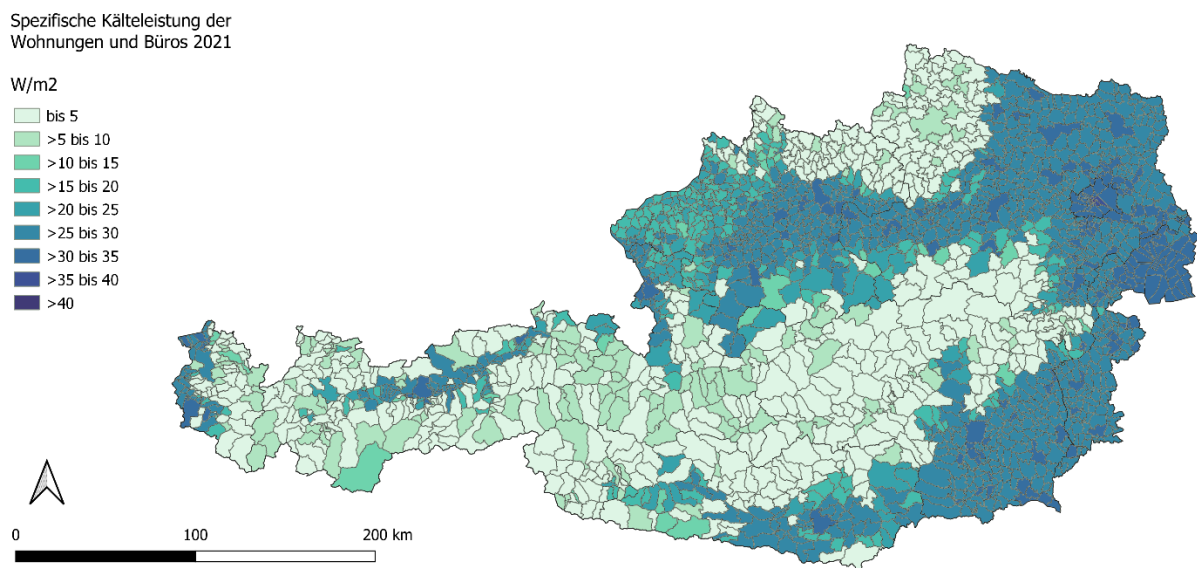 Spezifische Kälteleistung der
Wohnungen und Büros 2021
W/m2
bis 5
>5 bis 10
>10 bis 15
>15 bis 20
>20 bis 25
>25 bis 30
>30 bis 35
>35 bis 40
>40
0 100 200 km